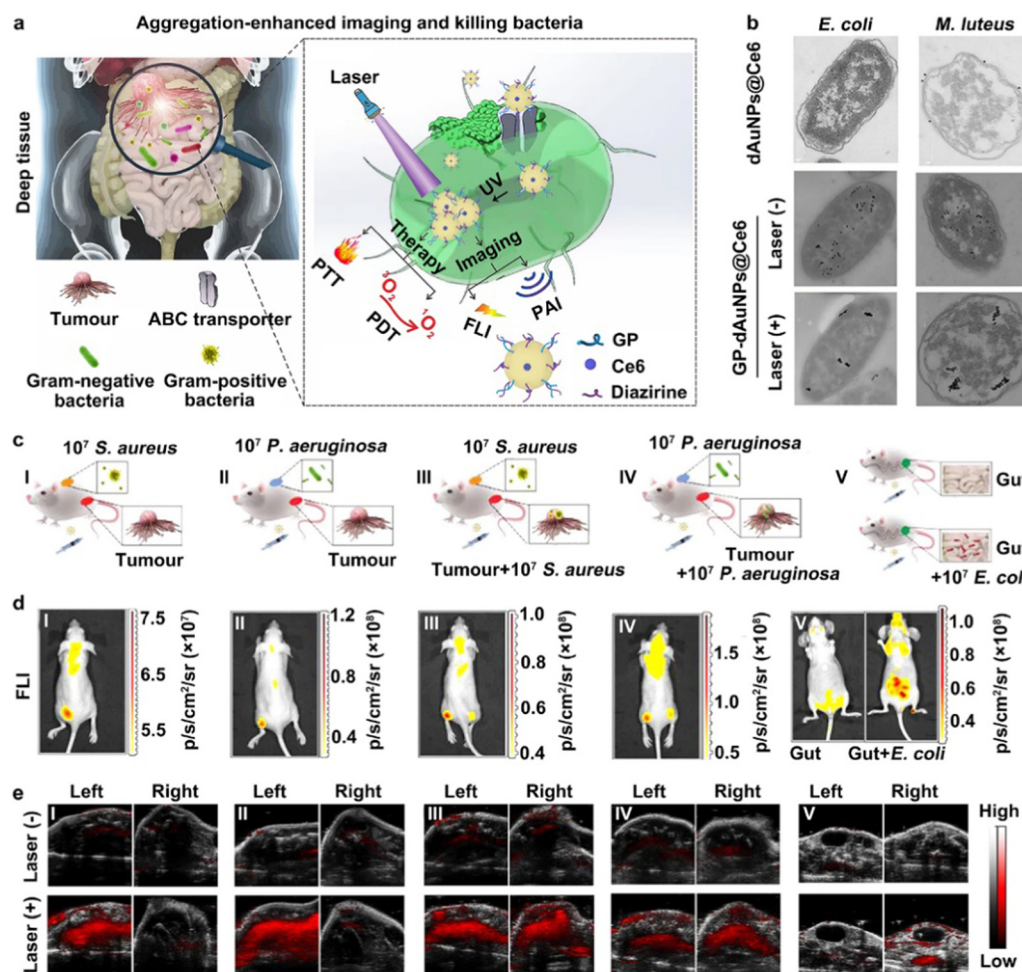 a
Aggregation-enhanced imaging and killing bacteria
Deep tissue
Tumour
ABC transporter
Gram-negative
bacteria
Gram-positive
bacteria
Laser
UV
Therapy
Imaging
PTT
³O₂
PDT
¹O₂
FLI
PAI
GP
Ce6
Diazirine
b
E. coli
M. luteus
dAuNPs@Ce6
GP-dAuNPs@Ce6
Laser (-)
Laser (+)
c
I
10⁷ S. aureus
Tumour
II
10⁷ P. aeruginosa
Tumour
III
10⁷ S. aureus
Tumour+10⁷ S. aureus
IV
10⁷ P. aeruginosa
Tumour
+10⁷ P. aeruginosa
V
Gut
Gut
+10⁷ E. coli
d
FLI
I
7.5
6.5
5.5
p/s/cm²/sr (×10⁷)
II
1.2
0.8
0.4
p/s/cm²/sr (×10⁸)
III
1.0
0.8
0.6
0.4
p/s/cm²/sr (×10⁸)
IV
1.5
1.0
0.5
p/s/cm²/sr (×10⁸)
V
Gut
Gut+E. coli
1.0
0.8
0.6
0.4
p/s/cm²/sr (×10⁸)
e
Left Right Left Right Left Right Left Right Left Right
I II III IV V
Laser (-)
Laser (+)
High
Low